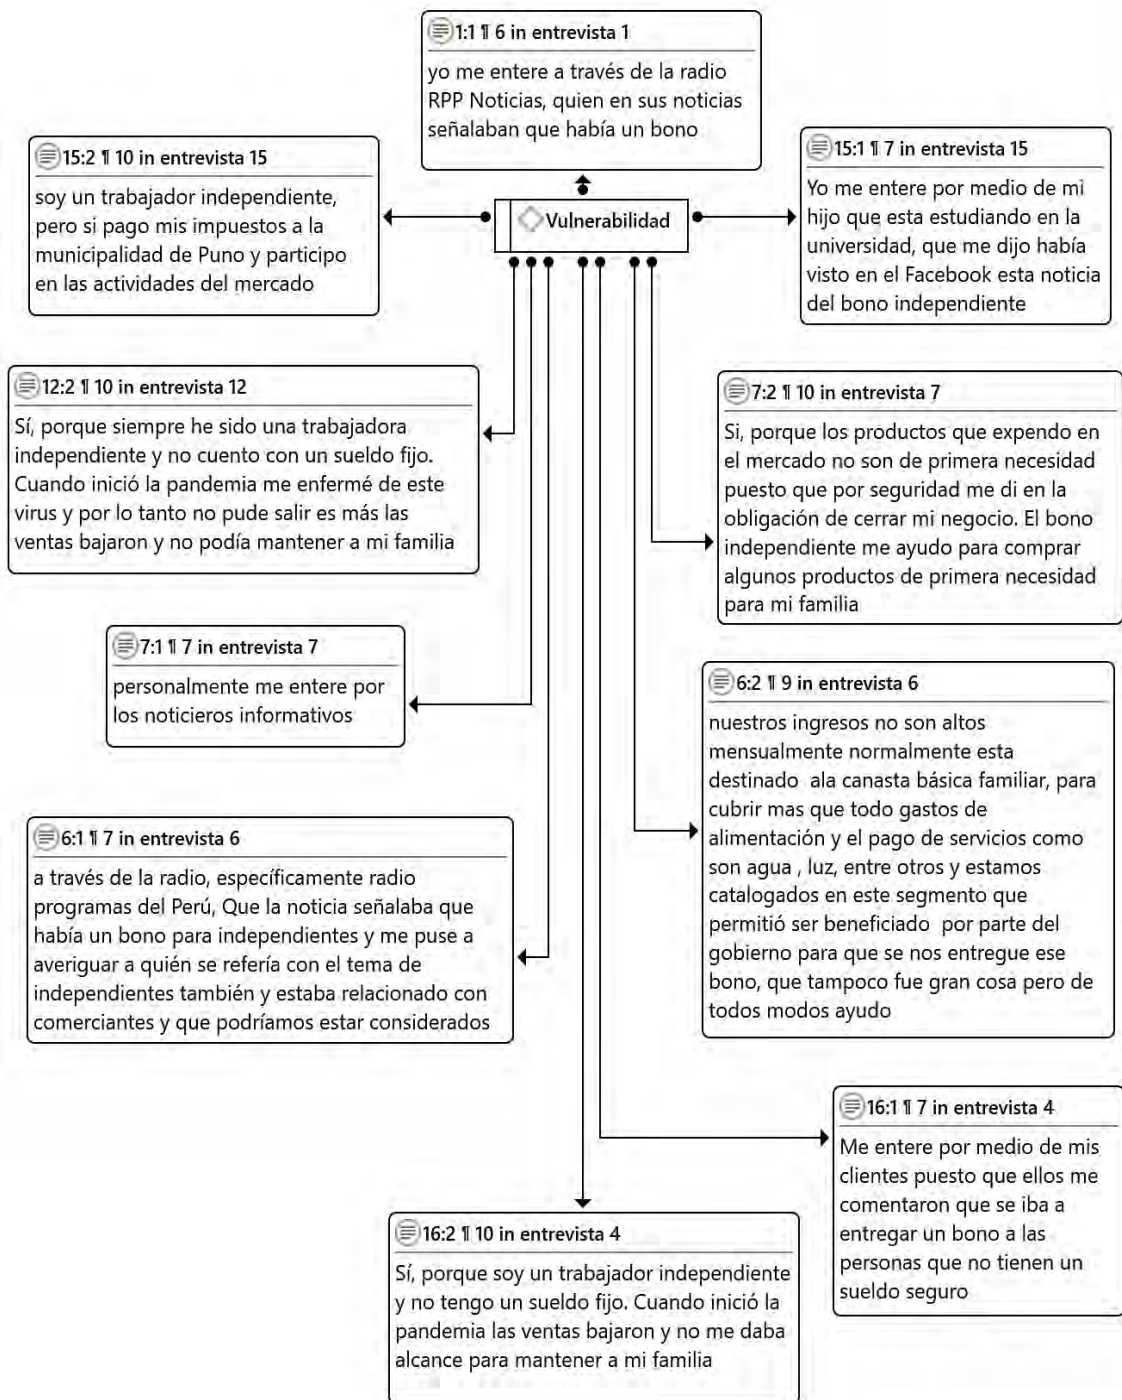 1:1 ¶ 6 in entrevista 1
yo me entere a través de la radio
RPP Noticias, quien en sus noticias
señalaban que había un bono
15:2 ¶ 10 in entrevista 15
soy un trabajador independiente,
pero si pago mis impuestos a la
municipalidad de Puno y participo
en las actividades del mercado
Vulnerabilidad
15:1 ¶ 7 in entrevista 15
Yo me entere por medio de mi
hijo que esta estudiando en la
universidad, que me dijo había
visto en el Facebook esta noticia
del bono independiente
12:2 ¶ 10 in entrevista 12
Sí, porque siempre he sido una trabajadora
independiente y no cuento con un sueldo fijo.
Cuando inició la pandemia me enfermé de este
virus y por lo tanto no pude salir es más las
ventas bajaron y no podía mantener a mi familia
7:2 ¶ 10 in entrevista 7
Si, porque los productos que expendo en
el mercado no son de primera necesidad
puesto que por seguridad me di en la
obligación de cerrar mi negocio. El bono
independiente me ayudo para comprar
algunos productos de primera necesidad
para mi familia
7:1 ¶ 7 in entrevista 7
personalmente me entere por
los noticieros informativos
6:2 ¶ 9 in entrevista 6
nuestros ingresos no son altos
mensualmente normalmente esta
destinado ala canasta básica familiar, para
cubrir mas que todo gastos de
alimentación y el pago de servicios como
son agua , luz, entre otros y estamos
catalogados en este segmento que
permitió ser beneficiado por parte del
gobierno para que se nos entregue ese
bono, que tampoco fue gran cosa pero de
todos modos ayudo
6:1 ¶ 7 in entrevista 6
a través de la radio, específicamente radio
programas del Perú, Que la noticia señalaba que
había un bono para independientes y me puse a
averiguar a quién se refería con el tema de
independientes también y estaba relacionado con
comerciantes y que podríamos estar considerados
16:1 ¶ 7 in entrevista 4
Me entere por medio de mis
clientes puesto que ellos me
comentaron que se iba a
entregar un bono a las
personas que no tienen un
sueldo seguro
16:2 ¶ 10 in entrevista 4
Sí, porque soy un trabajador independiente
y no tengo un sueldo fijo. Cuando inició la
pandemia las ventas bajaron y no me daba
alcance para mantener a mi familia